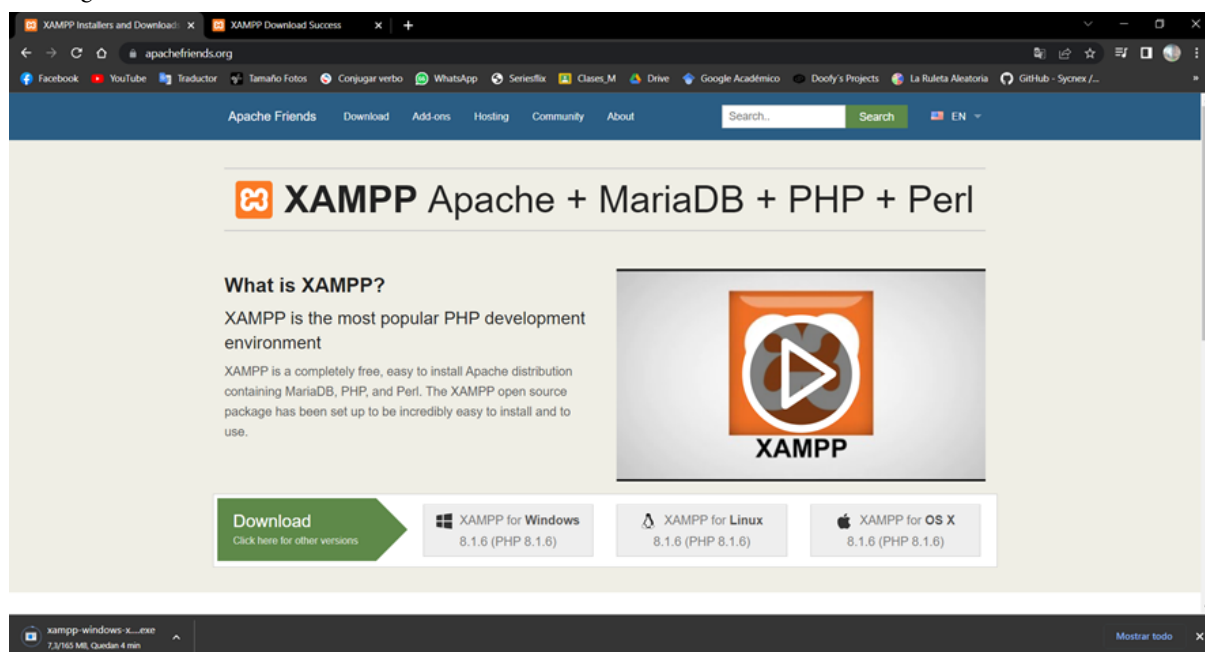 XAMPP Installers and Download
XAMPP Download Success
apachefriends.org
Facebook YouTube Traductor Tamaño Fotos Conjugar verbo WhatsApp Seriesflix Clases_M Drive Google Académico Doofy's Projects La Ruleta Aleatoria GitHub - Sycnex /...
Apache Friends Download Add-ons Hosting Community About Search.. Search EN
XAMPP Apache + MariaDB + PHP + Perl
What is XAMPP?
XAMPP is the most popular PHP development
environment
XAMPP is a completely free, easy to install Apache distribution
containing MariaDB, PHP, and Perl. The XAMPP open source
package has been set up to be incredibly easy to install and to
use.
XAMPP
Download
Click here for other versions
XAMPP for Windows
8.1.6 (PHP 8.1.6)
XAMPP for Linux
8.1.6 (PHP 8.1.6)
XAMPP for OS X
8.1.6 (PHP 8.1.6)
xampp-windows-x....exe
7,3/165 MB, Quedan 4 min
Mostrar todo